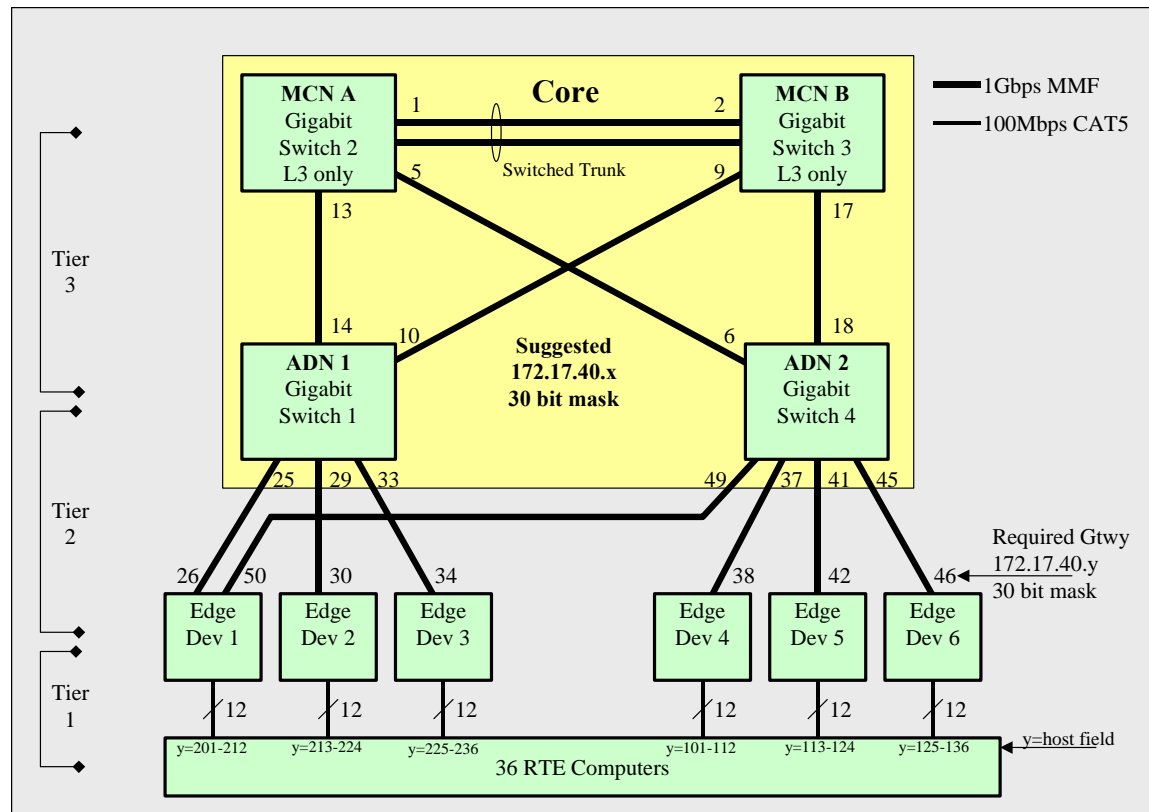 Core
MCN A
Gigabit
Switch 2
L3 only
1
2
MCN B
Gigabit
Switch 3
L3 only
1Gbps MMF
100Mbps CAT5
Switched Trunk
5
9
13
17
Tier
3
14
10
6
18
ADN 1
Gigabit
Switch 1
Suggested
172.17.40.x
30 bit mask
ADN 2
Gigabit
Switch 4
25
29
33
49
37
41
45
Tier
2
Required Gtwy
172.17.40.y
30 bit mask
26
50
30
34
38
42
46
Edge
Dev 1
Edge
Dev 2
Edge
Dev 3
Edge
Dev 4
Edge
Dev 5
Edge
Dev 6
Tier
1
12
12
12
12
12
12
y=201-212
y=213-224
y=225-236
y=101-112
y=113-124
y=125-136
y=host field
36 RTE Computers